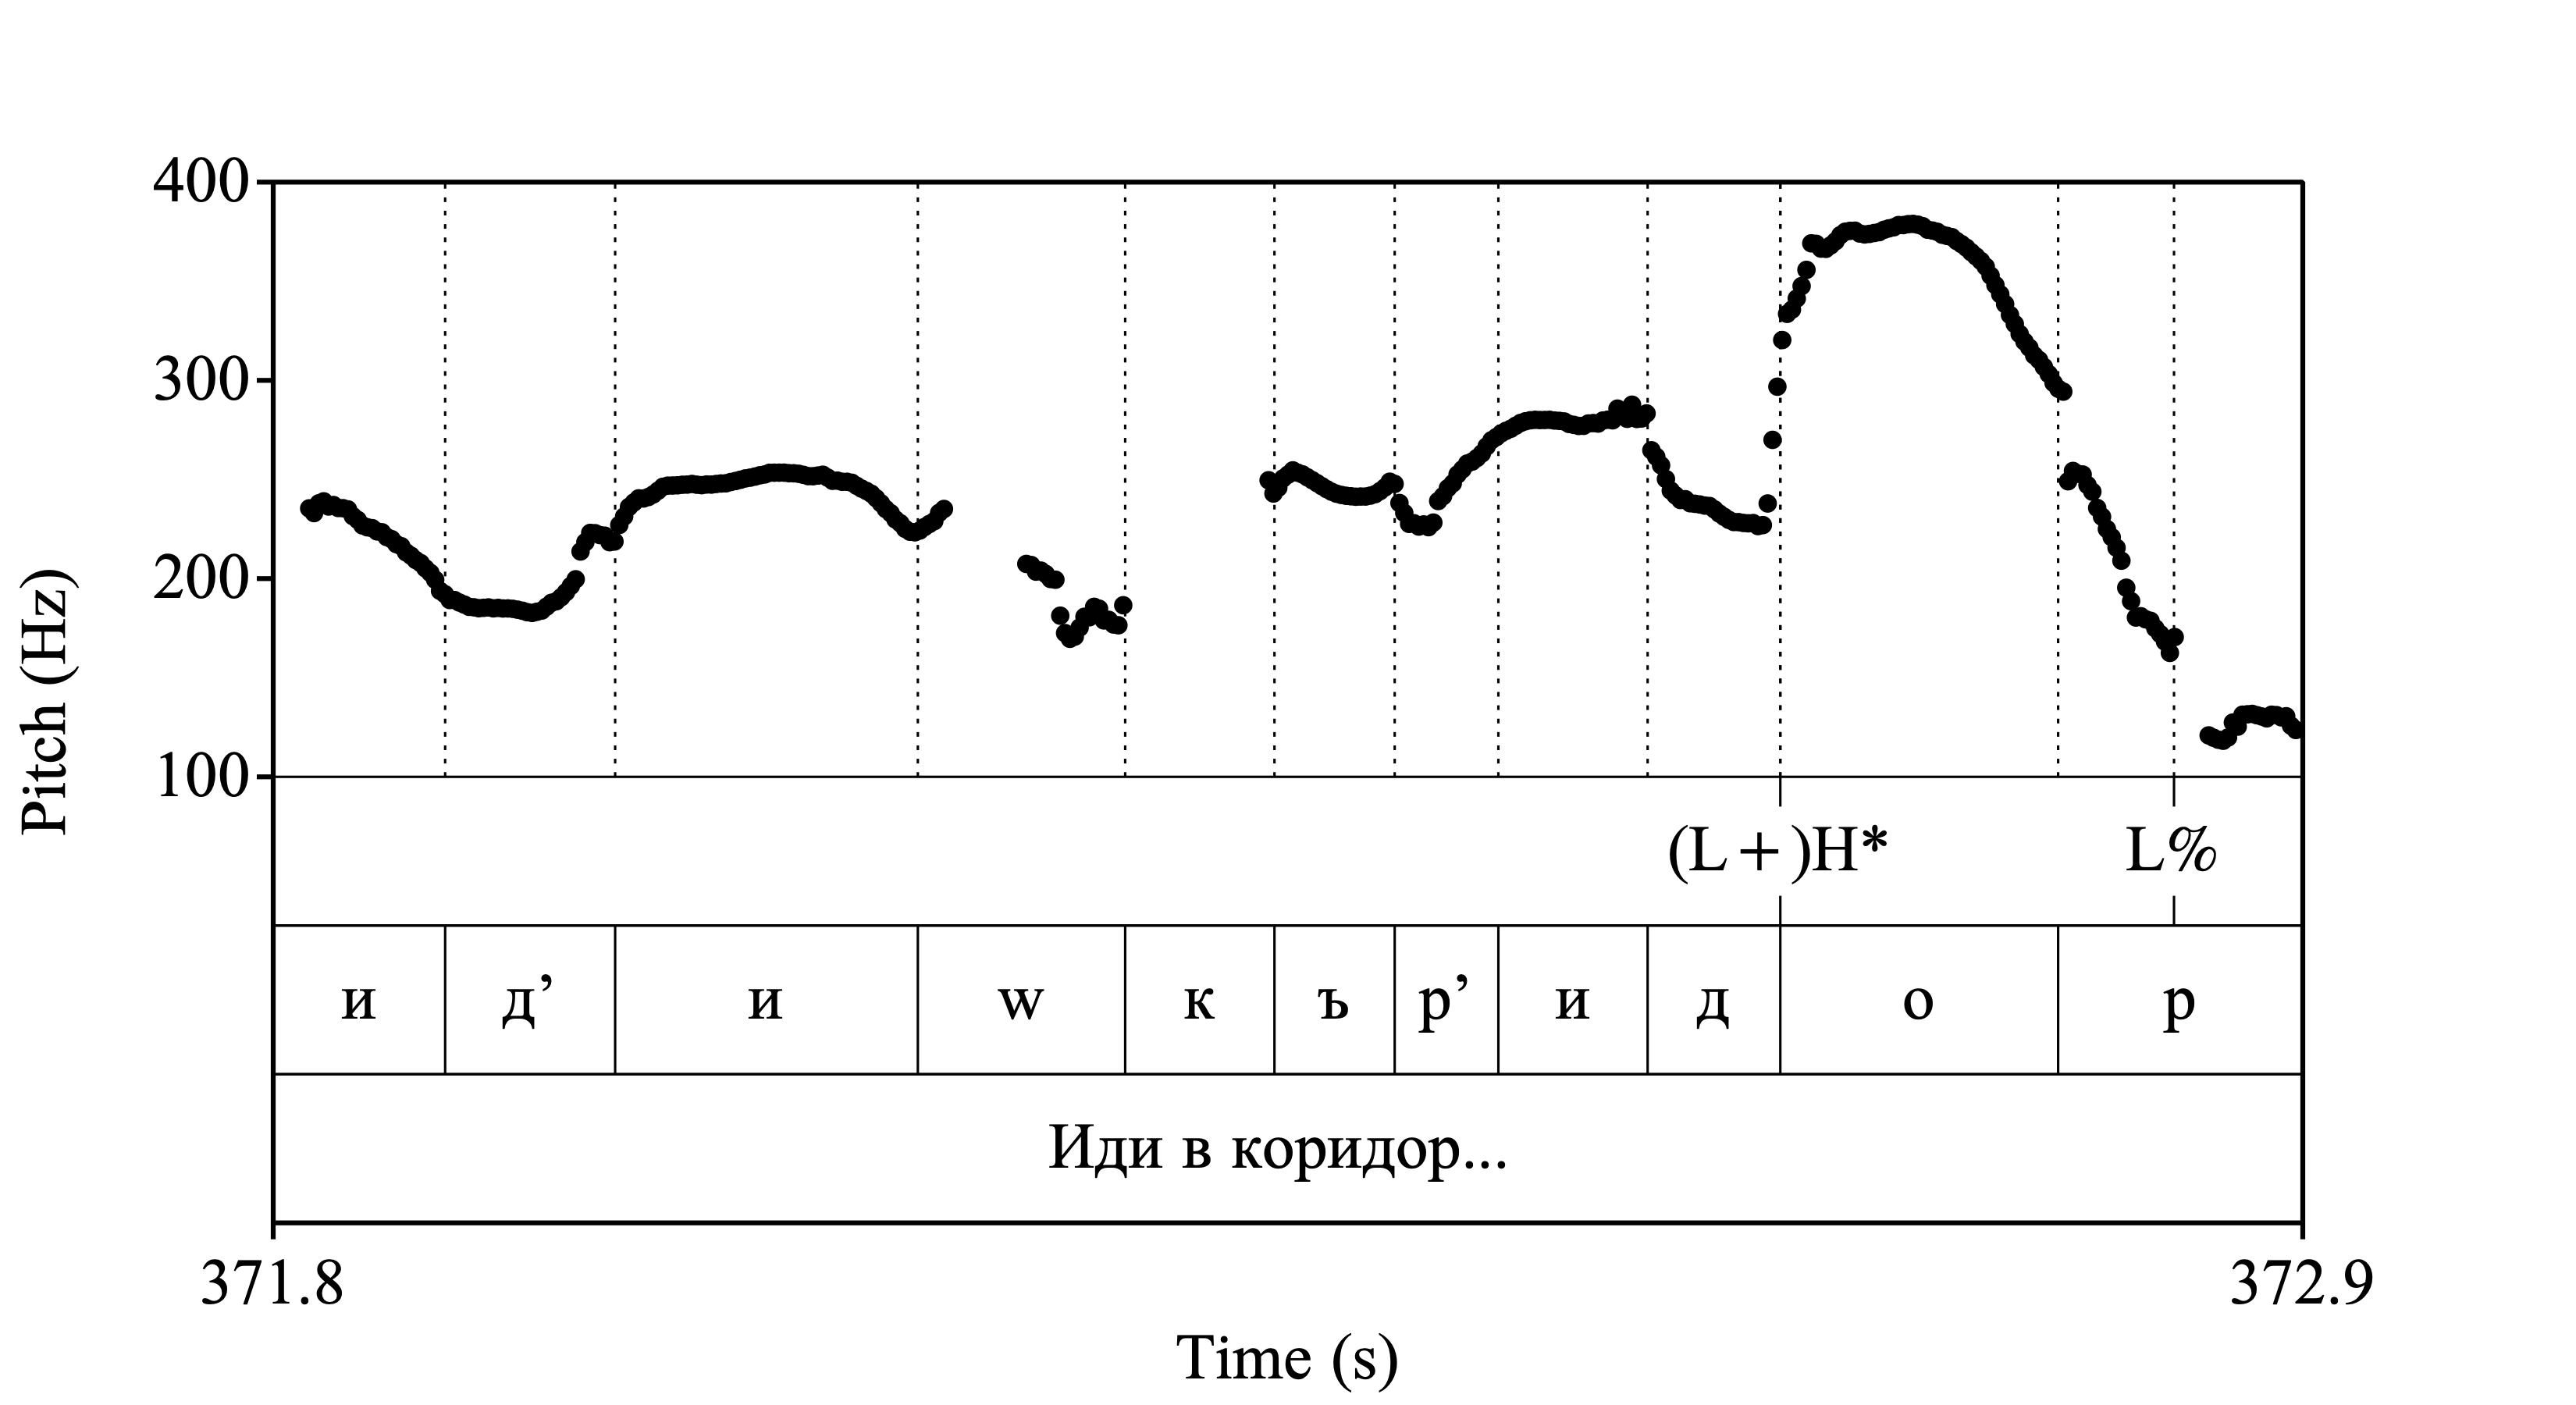 400
300
200
100
Pitch (Hz)
(L+)H* L%
и д’ и w к ъ р’ и д о р
Иди в коридор...
371.8 372.9
Time (s)